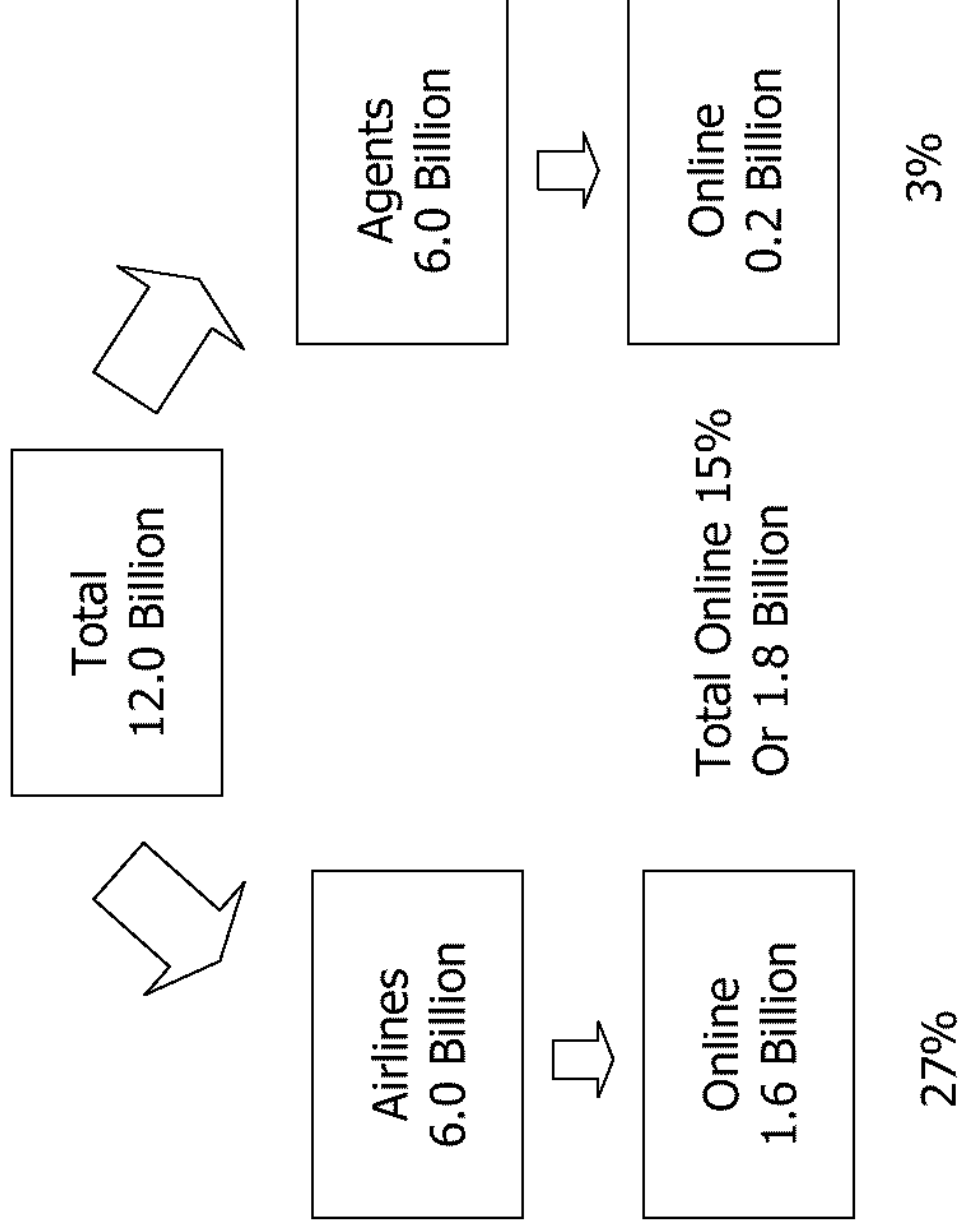 Total
12.0 Billion
Airlines
6.0 Billion
Agents
6.0 Billion
Online
1.6 Billion
Total Online 15%
Or 1.8 Billion
Online
0.2 Billion
27%
3%